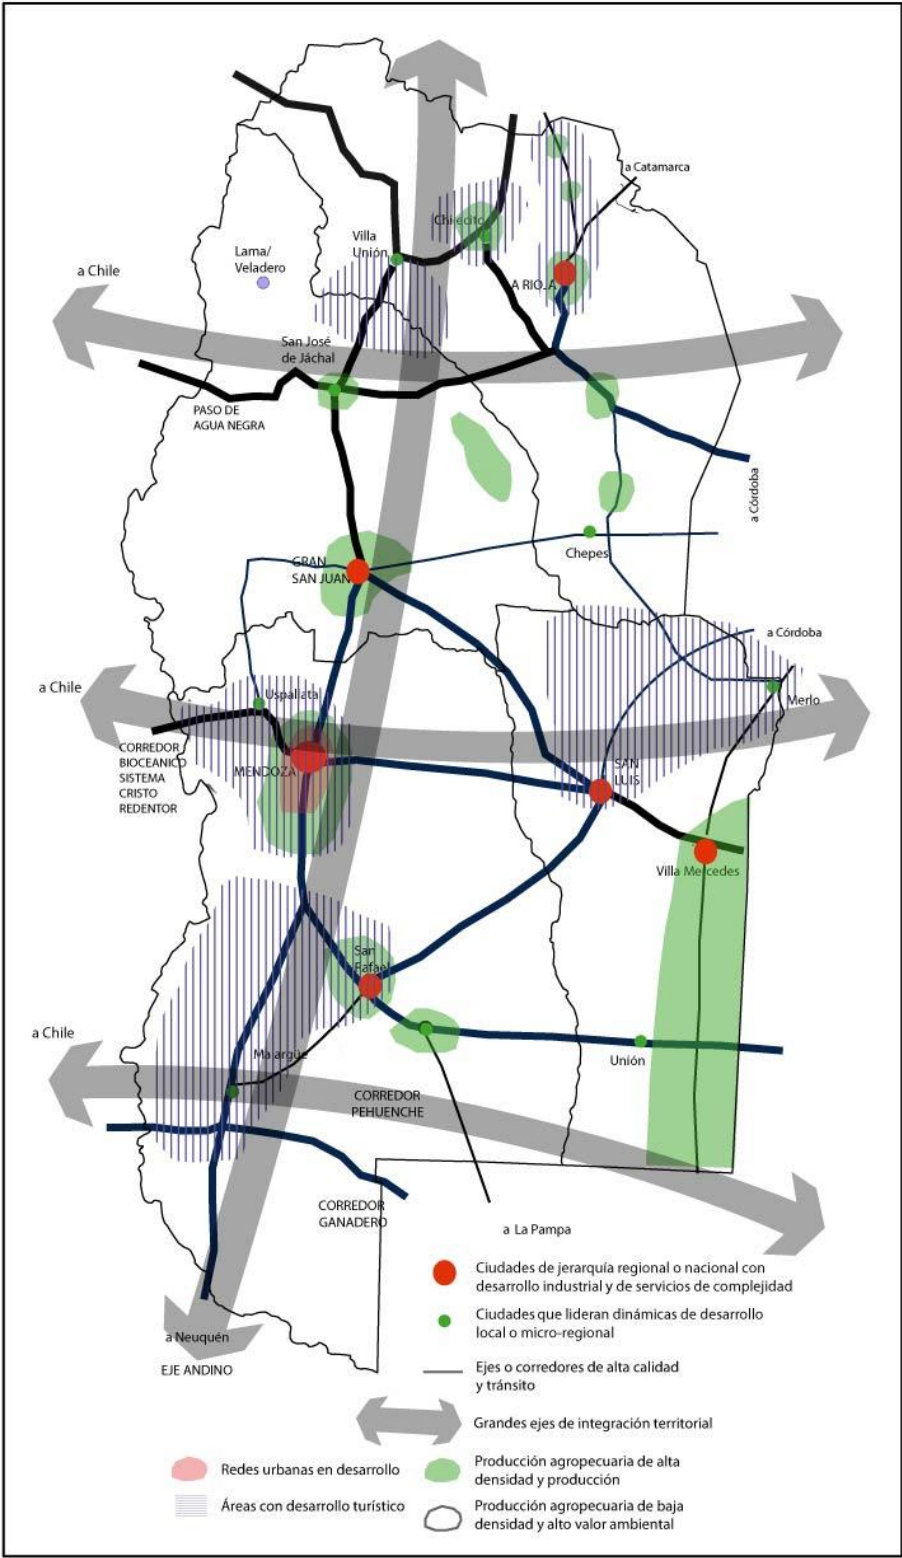 a Catamarca
Chilecito
Villa
Unión
Lama/
Veladero
a Chile
A RIOJA
San José
de Jáchal
PASO DE
AGUA NEGRA
a Córdoba
GRAN
SAN JUAN
Chepes
a Córdoba
a Chile
Uspallata
Merlo
CORREDOR
BIOCEANICO
SISTEMA
CRISTO
REDENTOR
MENDOZA
SAN
LUIS
Villa Mercedes
San
Rafael
a Chile
Malargüe
Unión
CORREDOR
PEHUENCHE
CORREDOR
GANADERO
a La Pampa
a Neuquén
EJE ANDINO
Ciudades de jerarquía regional o nacional con
desarrollo industrial y de servicios de complejidad
Ciudades que lideran dinámicas de desarrollo
local o micro-regional
Ejes o corredores de alta calidad
y tránsito
Grandes ejes de integración territorial
Redes urbanas en desarrollo
Producción agropecuaria de alta
densidad y producción
Áreas con desarrollo turístico
Producción agropecuaria de baja
densidad y alto valor ambiental